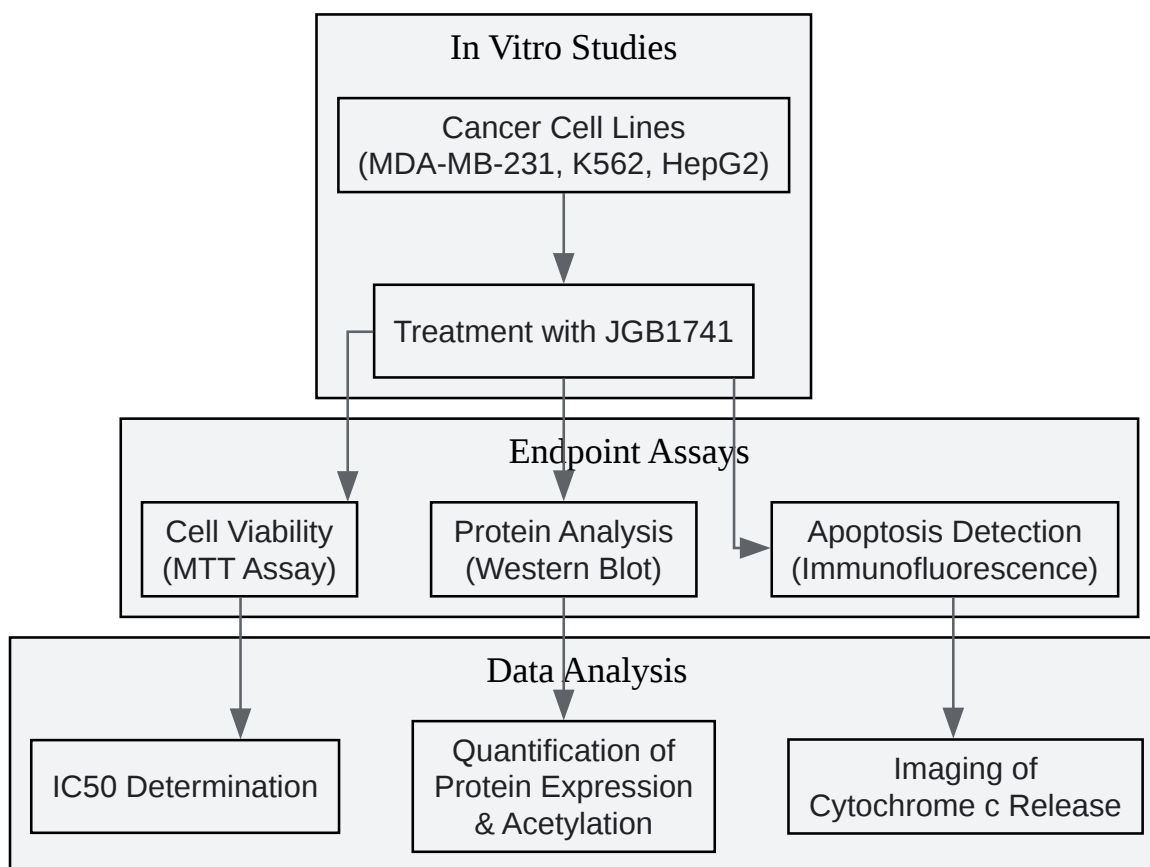 In Vitro Studies
Cancer Cell Lines
(MDA-MB-231, K562, HepG2)
Treatment with JGB1741
Endpoint Assays
Cell Viability
(MTT Assay)
Protein Analysis
(Western Blot)
Apoptosis Detection
(Immunofluorescence)
Data Analysis
IC50 Determination
Quantification of
Protein Expression
& Acetylation
Imaging of
Cytochrome c Release